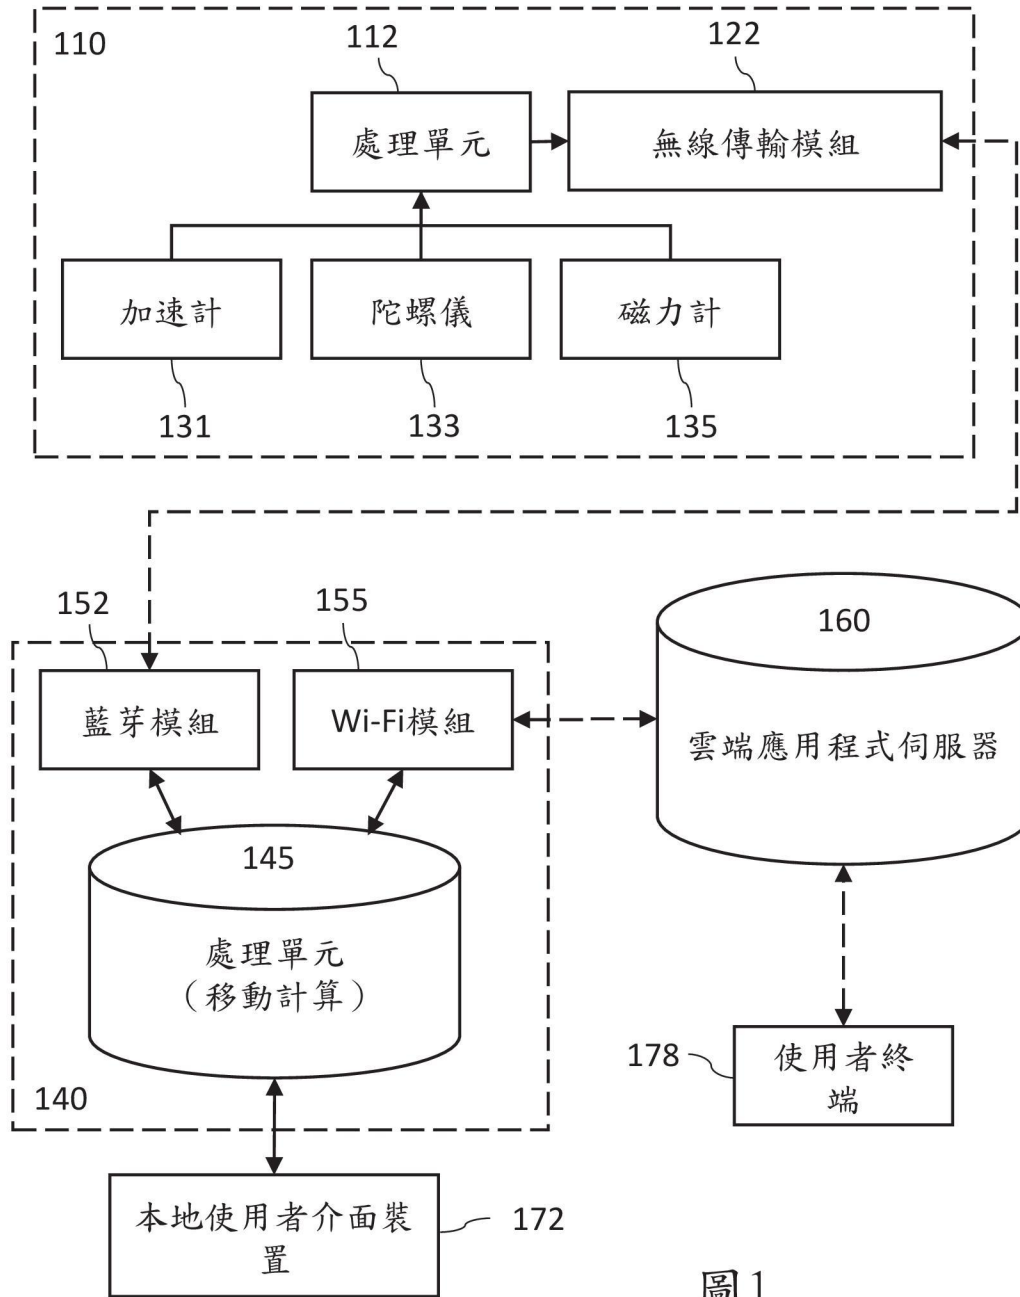 110
112
122
處理單元
無線傳輸模組
加速計
陀螺儀
磁力計
131
133
135
152
155
160
藍芽模組
Wi-Fi模組
雲端應用程式伺服器
145
處理單元
（移動計算）
140
178
使用者終
端
本地使用者介面裝
置
172
圖1